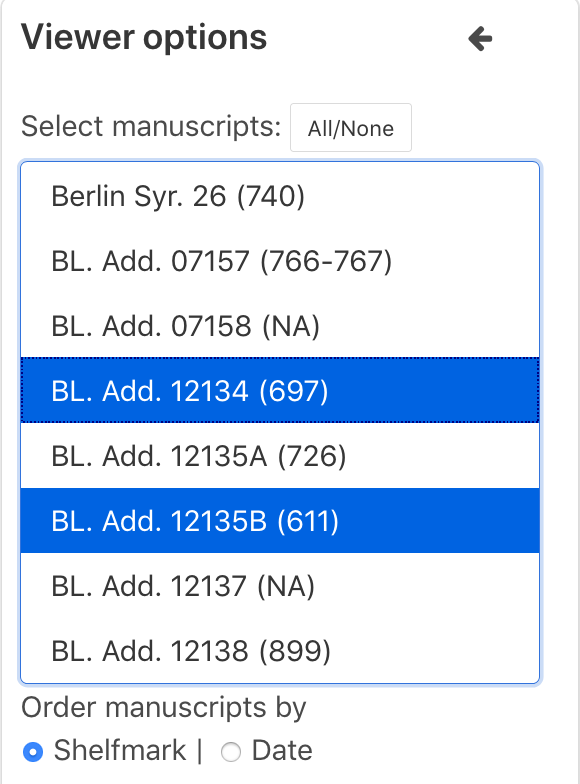 Viewer options
Select manuscripts: All/None
Berlin Syr. 26 (740)
BL. Add. 07157 (766-767)
BL. Add. 07158 (NA)
BL. Add. 12134 (697)
BL. Add. 12135A (726)
BL. Add. 12135B (611)
BL. Add. 12137 (NA)
BL. Add. 12138 (899)
Order manuscripts by
Shelfmark | Date